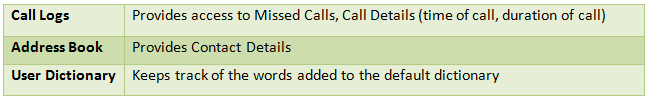 Call Logs Provides access to Missed Calls, Call Details (time of call, duration of call)
Address Book Provides Contact Details
User Dictionary Keeps track of the words added to the default dictionary